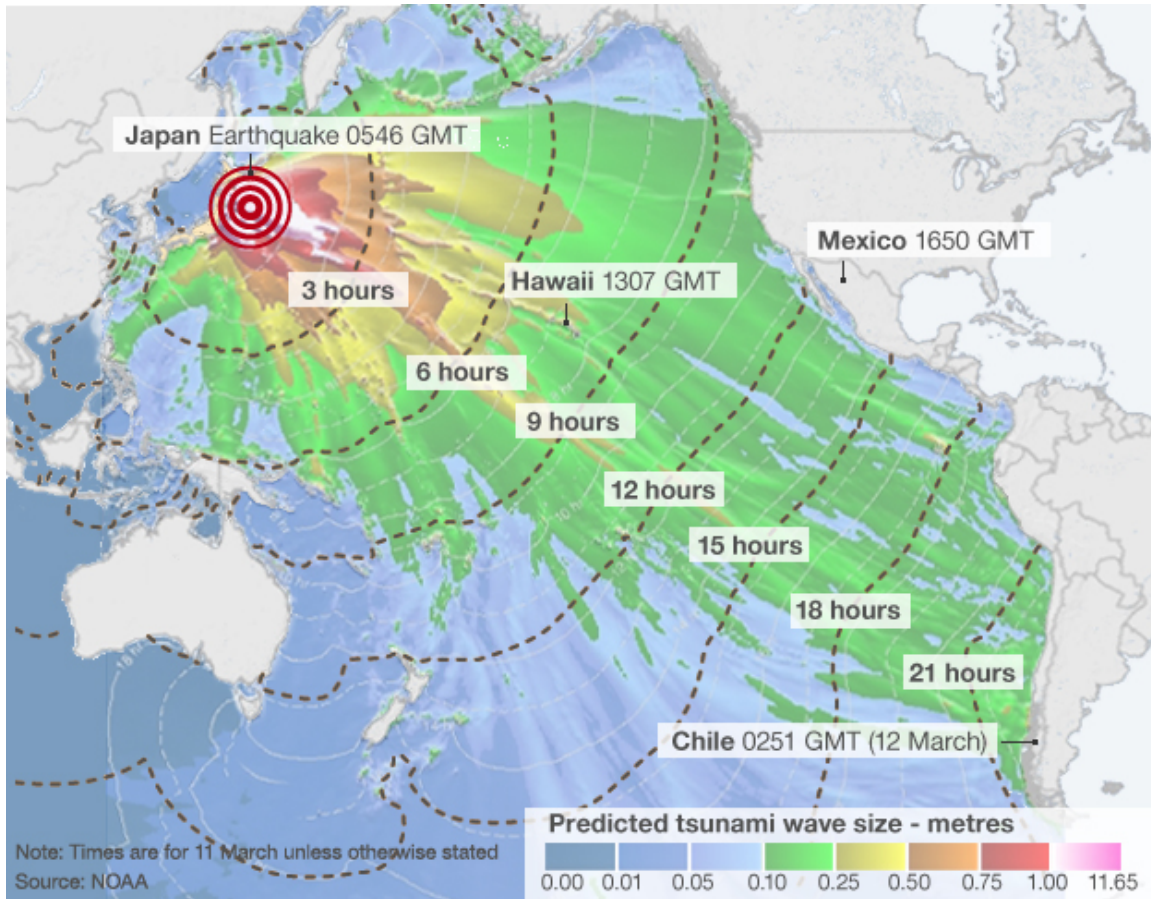 Japan Earthquake 0546 GMT
Mexico 1650 GMT
Hawaii 1307 GMT
3 hours
6 hours
9 hours
12 hours
15 hours
18 hours
21 hours
Chile 0251 GMT (12 March)
Predicted tsunami wave size - metres
0.00 0.01 0.05 0.10 0.25 0.50 0.75 1.00 11.65
Note: Times are for 11 March unless otherwise stated
Source: NOAA